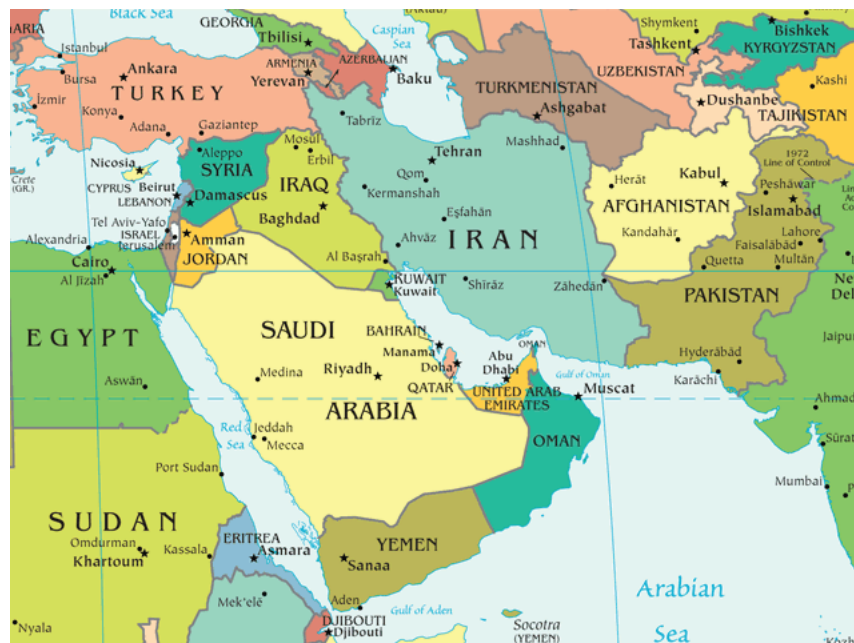 Black Sea
GEORGIA
Tbilisi
Caspian
Sea
Shymkent
Bishkek
KYRGYZSTAN
Tashkent
UZBEKISTAN
Istanbul
Bursa
Ankara
TURKEY
İzmir
Konya
Adana
Gaziantep
ARMENIA
Yerevan
AZERBAIJAN
Baku
TURKMENISTAN
Ashgabat
Dushanbe
Kashi
TAJIKISTAN
Tabrīz
Mashhad
Tehran
Qom
Kermanshah
Eşfahān
Ahvāz
IRAN
Shīrāz
Zāhedān
Herāt
Kabul
AFGHANISTAN
Kandahār
1972
Line of Control
Peshāwar
Islamabad
Lahore
Faisalābād
Multān
Quetta
PAKISTAN
Hyderābād
Karāchi
Nicosia
CYPRUS
Crete
(GR.)
Aleppo
SYRIA
Beirut
LEBANON
Damascus
Mosul
Erbil
IRAQ
Baghdad
Al Başrah
Tel Aviv-Yafo
ISRAEL
Jerusalem
Amman
JORDAN
Alexandria
Cairo
Al Jīzah
EGYPT
Aswān
KUWAIT
Kuwait
SAUDI
ARABIA
Medina
Riyadh
Jeddah
Mecca
Red
Sea
BAHRAIN
Manama
Doha
QATAR
Abu
Dhabi
UNITED ARAB
EMIRATES
OMAN
Gulf of Oman
Muscat
OMAN
Port Sudan
SUDAN
Omdurman
Khartoum
Kassala
Nyala
ERITREA
Asmara
Mek'elé
YEMEN
Sanaa
Aden
DJIBOUTI
Djibouti
Gulf of Aden
Socotra
(YEMEN)
Arabian
Sea
Mumbai